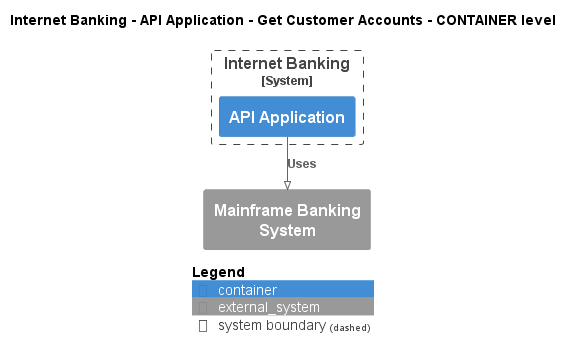 Internet Banking - API Application - Get Customer Accounts - CONTAINER level
Internet Banking
[System]
API Application
Uses
Mainframe Banking
System
Legend
container
external_system
system boundary (dashed)